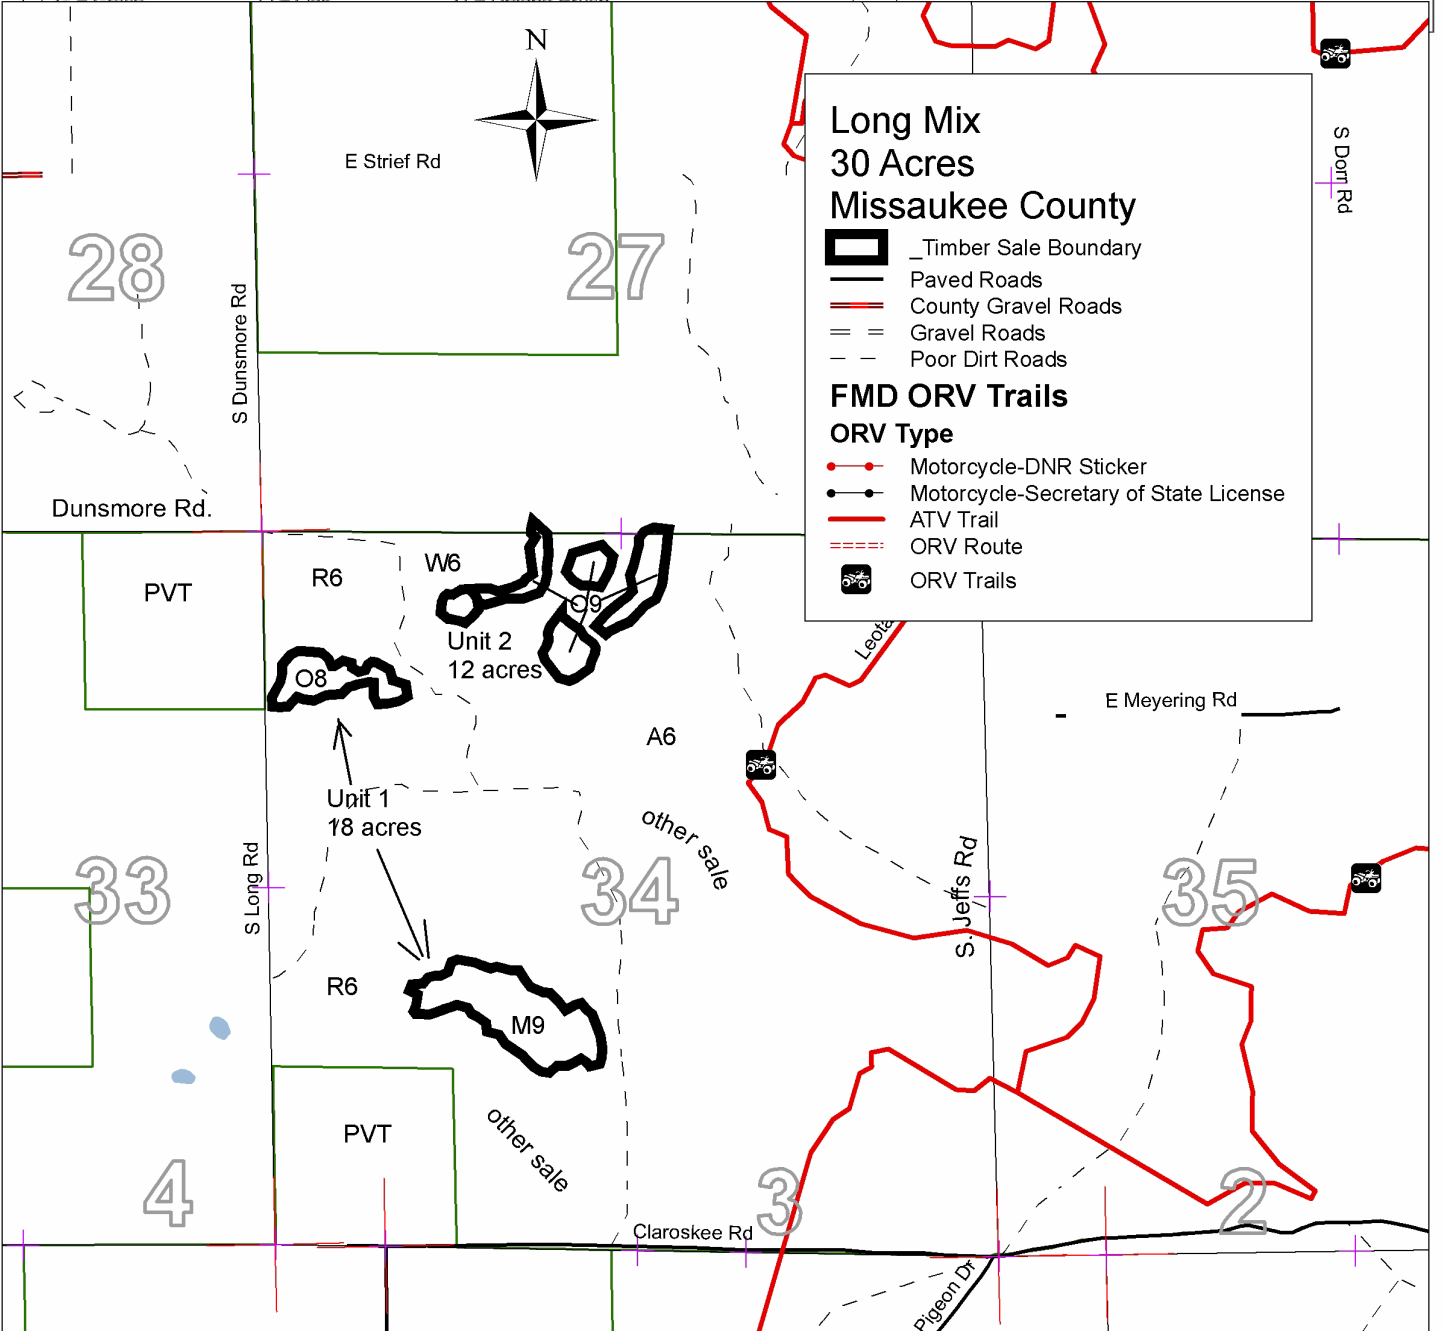 N
E Strief Rd
S Dorn Rd
Long Mix
30 Acres
Missaukee County
_Timber Sale Boundary
Paved Roads
County Gravel Roads
Gravel Roads
Poor Dirt Roads
FMD ORV Trails
ORV Type
Motorcycle-DNR Sticker
Motorcycle-Secretary of State License
ATV Trail
ORV Route
ORV Trails
28
27
S Dunsmore Rd
Dunsmore Rd.
PVT
R6
W6
O9
Unit 2
12 acres
O8
Leota
E Meyering Rd
A6
Unit 1
18 acres
other sale
33
S Long Rd
34
S. Jeffs Rd
35
R6
M9
PVT
other sale
4
3
2
Claroskee Rd
Pigeon Dr